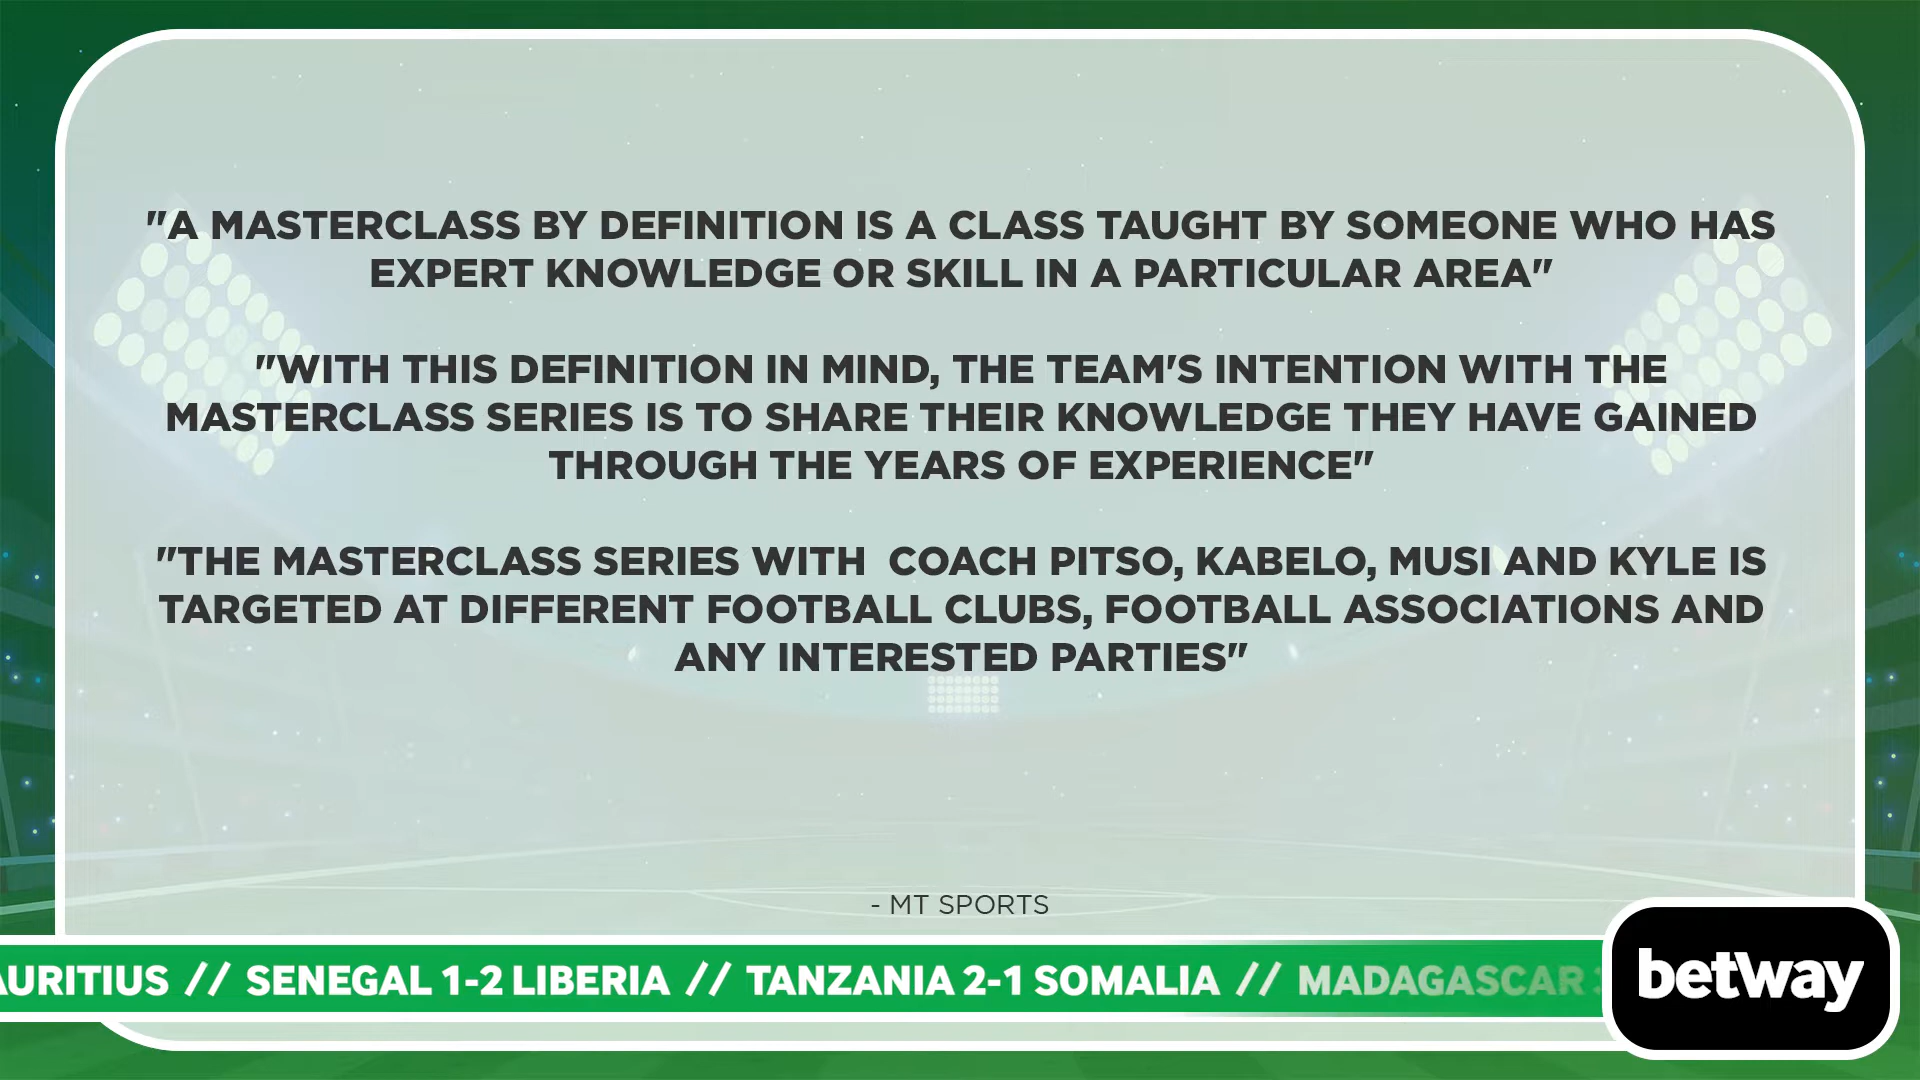 "A MASTERCLASS BY DEFINITION IS A CLASS TAUGHT BY SOMEONE WHO HAS
EXPERT KNOWLEDGE OR SKILL IN A PARTICULAR AREA"
"WITH THIS DEFINITION IN MIND, THE TEAM'S INTENTION WITH THE
MASTERCLASS SERIES IS TO SHARE THEIR KNOWLEDGE THEY HAVE GAINED
THROUGH THE YEARS OF EXPERIENCE"
"THE MASTERCLASS SERIES WITH COACH PITSO, KABELO, MUSI AND KYLE IS
TARGETED AT DIFFERENT FOOTBALL CLUBS, FOOTBALL ASSOCIATIONS AND
ANY INTERESTED PARTIES"
- MT SPORTS
AURITIUS // SENEGAL 1-2 LIBERIA // TANZANIA 2-1 SOMALIA // MADAGASCAR
betway